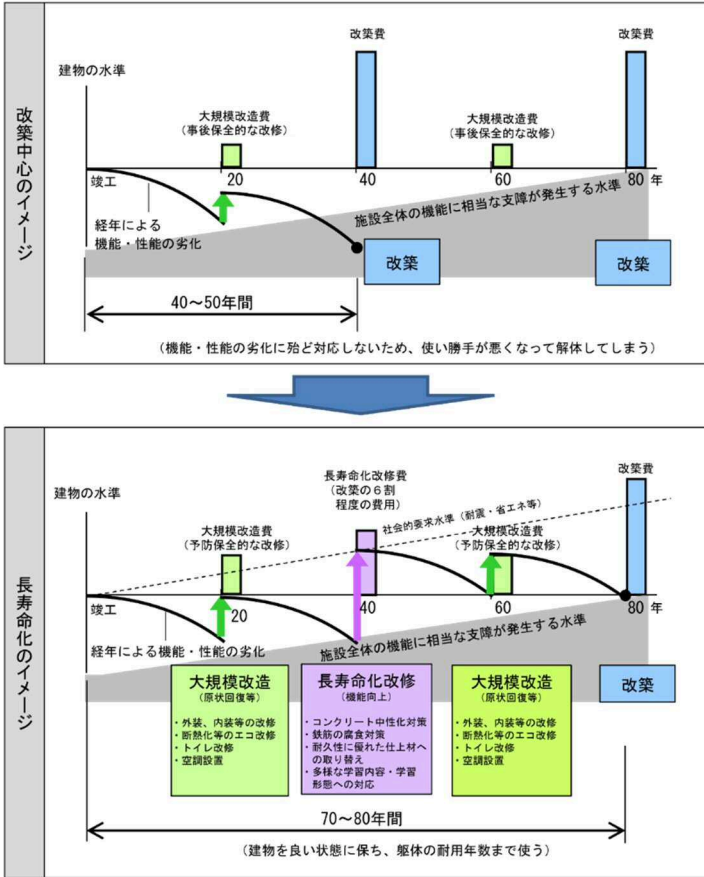 改築中心のイメージ
改築費
改築費
建物の水準
大規模改造費
(事後保全的な改修)
大規模改造費
(事後保全的な改修)
竣工
20
40
60
80 年
施設全体の機能に相当な支障が発生する水準
経年による
機能・性能の劣化
改築
改築
40～50年間
(機能・性能の劣化に殆ど対応しないため、使い勝手が悪くなって解体してしまう)
長寿命化のイメージ
長寿命化改修費
(改築の6割
程度の費用)
改築費
建物の水準
社会的要求水準(耐震・省エネ等)
大規模改造費
(予防保全的な改修)
大規模改造費
(予防保全的な改修)
竣工
20
40
60
80 年
施設全体の機能に相当な支障が発生する水準
経年による機能・性能の劣化
大規模改造
(原状回復等)
・外装、内装等の改修
・断熱化等のエコ改修
・トイレ改修
・空調設置
長寿命化改修
(機能向上)
・コンクリート中性化対策
・鉄筋の腐食対策
・耐久性に優れた仕上材へ
の取り替え
・多様な学習内容・学習
形態への対応
大規模改造
(原状回復等)
・外装、内装等の改修
・断熱化等のエコ改修
・トイレ改修
・空調設置
改築
70～80年間
(建物を良い状態に保ち、躯体の耐用年数まで使う)